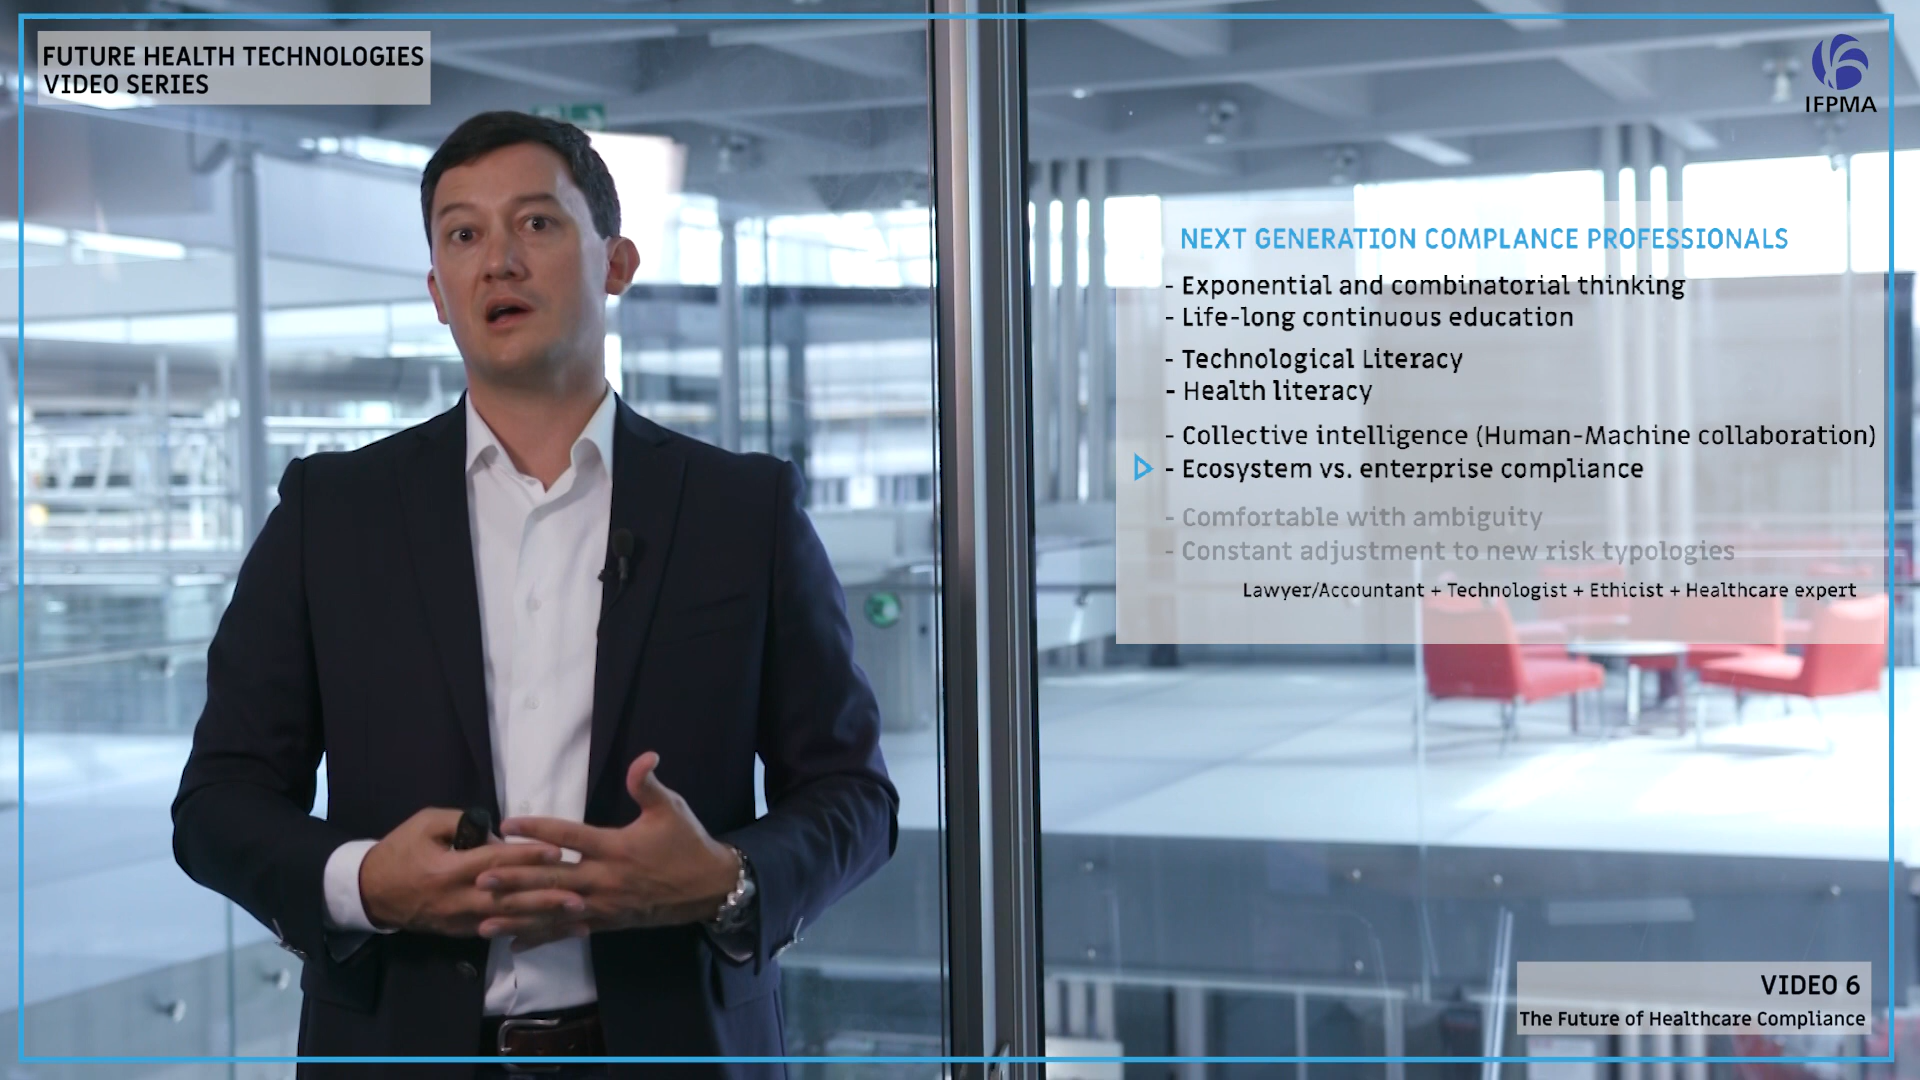 FUTURE HEALTH TECHNOLOGIES
VIDEO SERIES
IFPMA
NEXT GENERATION COMPLANCE PROFESSIONALS
- Exponential and combinatorial thinking
- Life-long continuous education
- Technological Literacy
- Health literacy
- Collective intelligence (Human-Machine collaboration)
- Ecosystem vs. enterprise compliance
- Comfortable with ambiguity
- Constant adjustment to new risk typologies
Lawyer/Accountant + Technologist + Ethicist + Healthcare expert
VIDEO 6
The Future of Healthcare Compliance